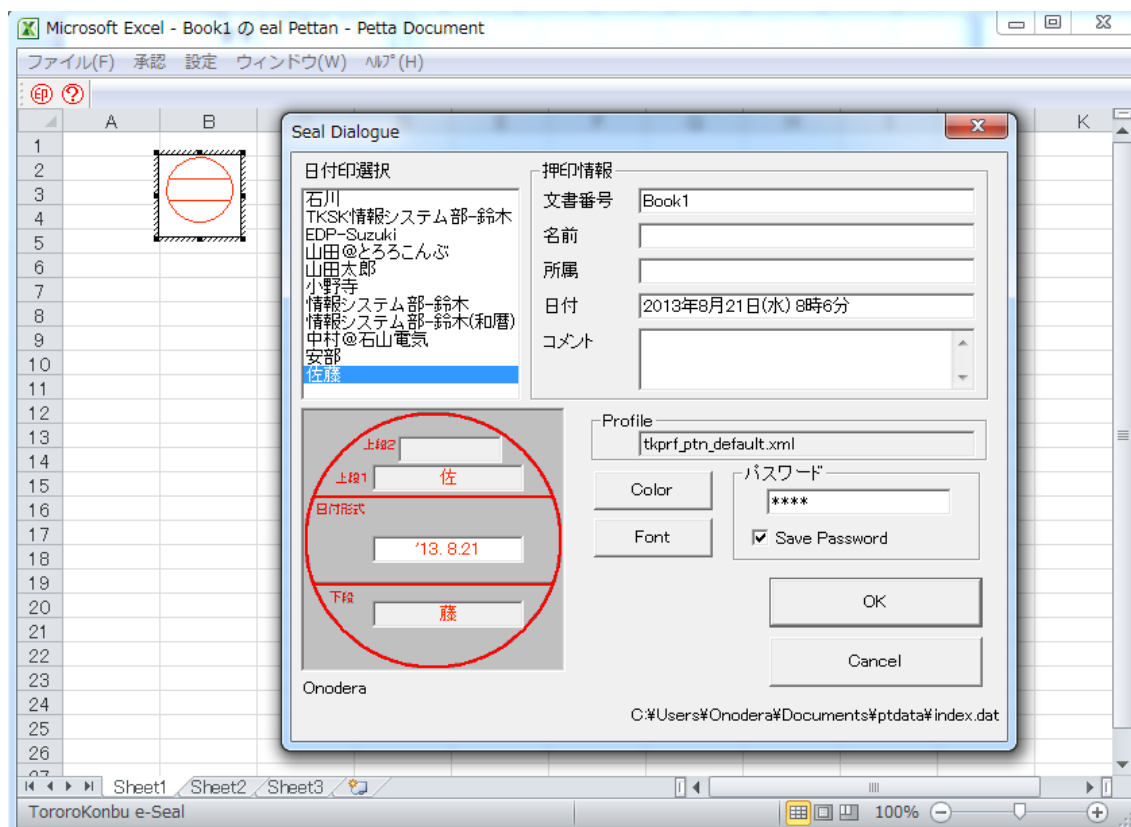 Microsoft Excel - Book1 の eal Pettan - Petta Document
ファイル(F) 承認 設定 ウィンドウ(W) ヘルプ(H)
印 ?
A B K
Seal Dialogue
日付印選択
石川
TKSK情報システム部-鈴木
EDP-Suzuki
山田@とろろこんぶ
山田太郎
小野寺
情報システム部-鈴木
情報システム部-鈴木(和暦)
中村@石山電気
安部
佐藤
押印情報
文書番号 Book1
名前
所属
日付 2013年8月21日(水) 8時6分
コメント
上段2
上段1 佐
日付形式
'13. 8.21
下段 藤
Onodera
Profile
tkprf_ptn_default.xml
Color
Font
パスワード
****
Save Password
OK
Cancel
C:¥Users¥Onodera¥Documents¥ptdata¥index.dat
1
2
3
4
5
6
7
8
9
10
11
12
13
14
15
16
17
18
19
20
21
22
23
24
25
26
27
Sheet1 Sheet2 Sheet3
TororoKonbu e-Seal 100%